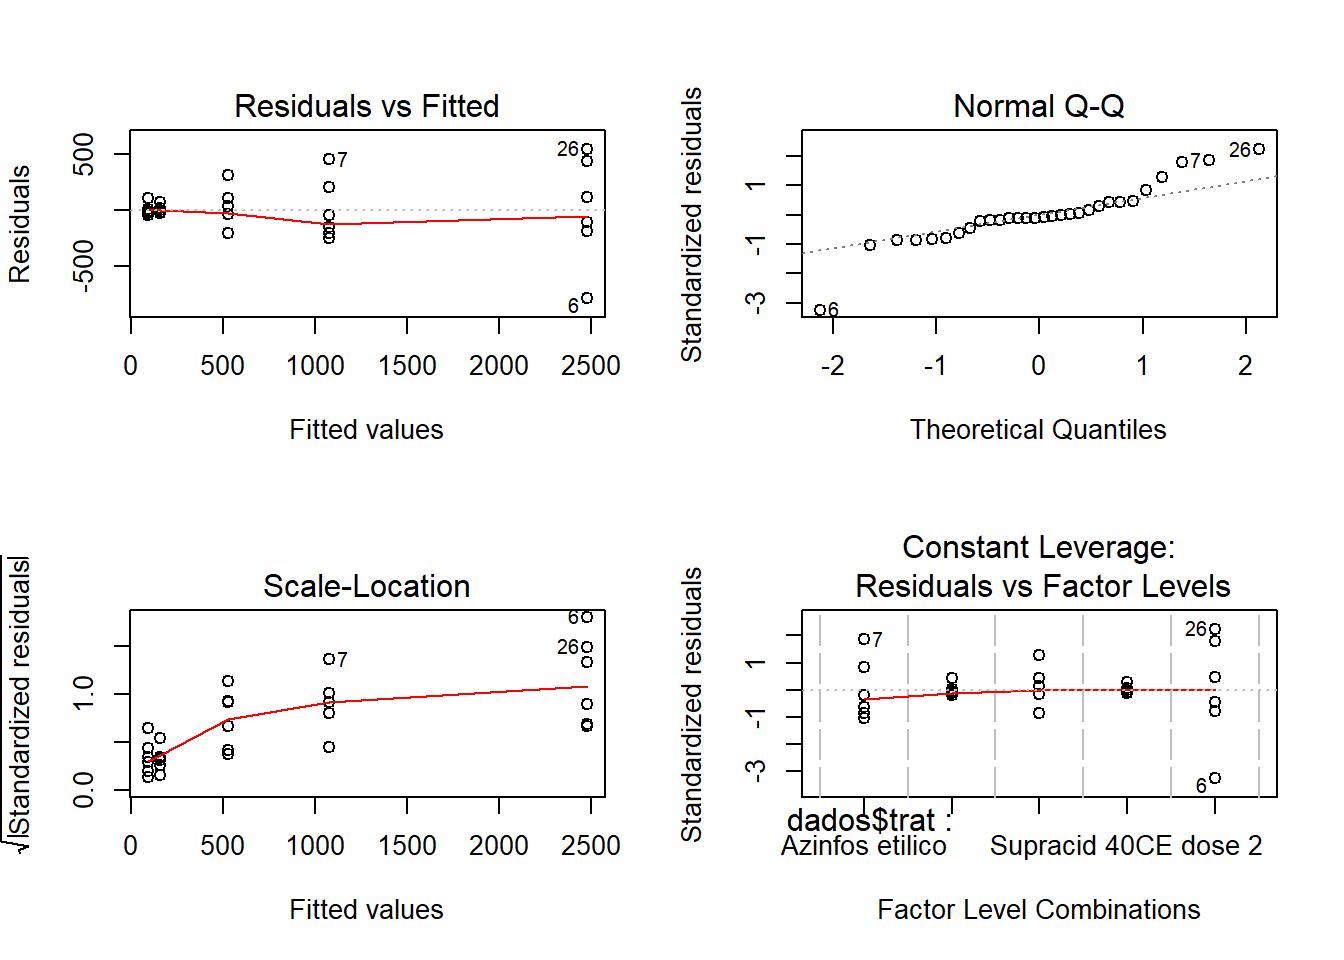 Residuals vs Fitted
Residuals
500
-500
7
26
6
0 500 1000 1500 2000 2500
Fitted values
Normal Q-Q
Standardized residuals
1
-1
-3
7
26
6
-2 -1 0 1 2
Theoretical Quantiles
Scale-Location
√|Standardized residuals|
1.0
0.0
6
26
7
0 500 1000 1500 2000 2500
Fitted values
Constant Leverage:
Residuals vs Factor Levels
Standardized residuals
1
-1
-3
7
26
6
dados$trat :
Azinfos etilico Supracid 40CE dose 2
Factor Level Combinations